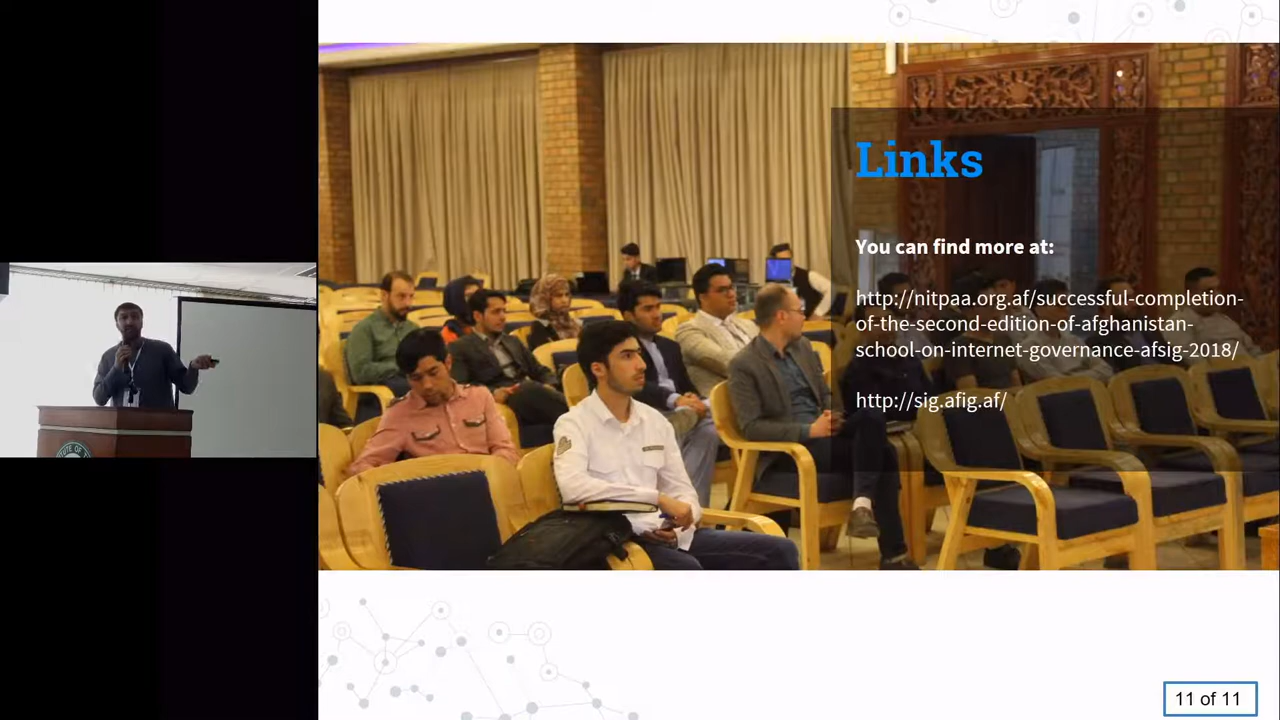 Links
You can find more at:
http://nitpaa.org.af/successful-completion-
of-the-second-edition-of-afghanistan-
school-on-internet-governance-afsig-2018/
http://sig.afig.af/
11 of 11